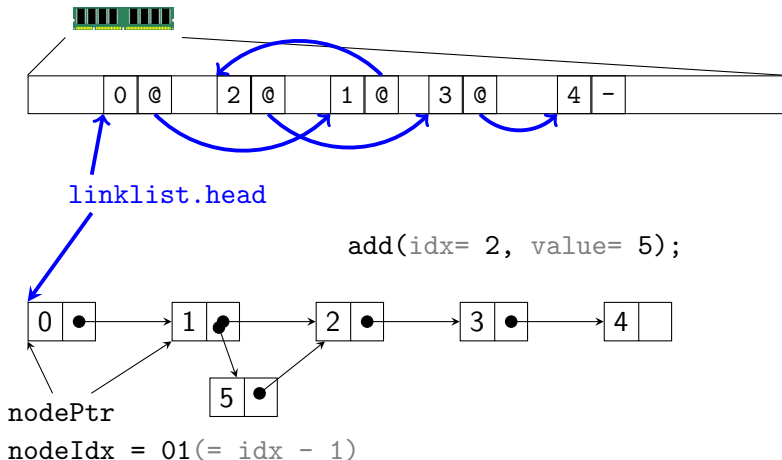 0 @ 2 @ 1 @ 3 @ 4 -
linklist.head
add(idx= 2, value= 5);
0 1 2 3 4
5
nodePtr
nodeIdx = 01(= idx - 1)